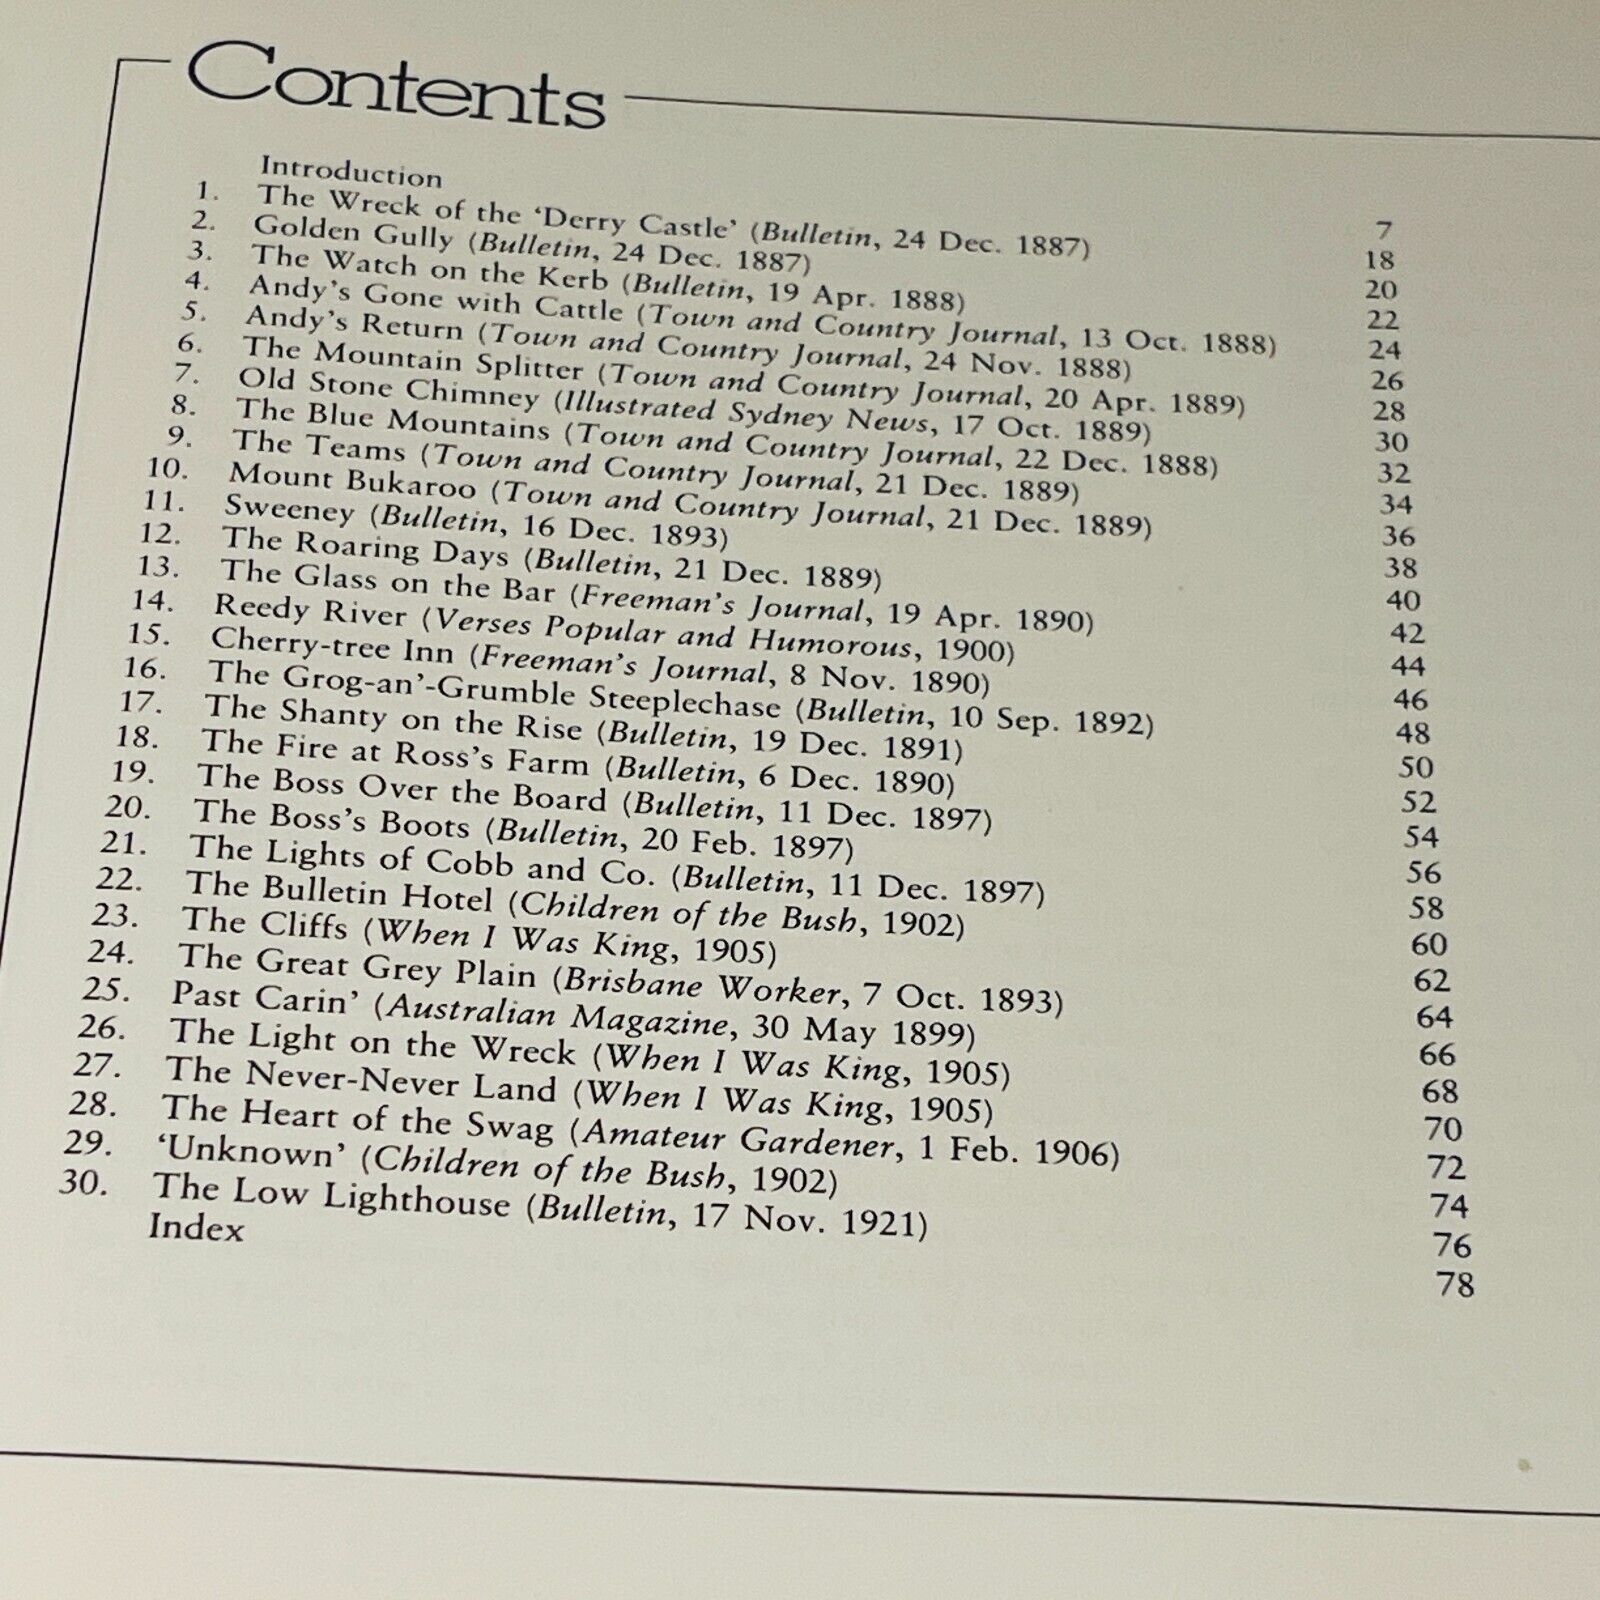 Contents
Introduction 7
1. The Wreck of the ‘Derry Castle’ (Bulletin, 24 Dec. 1887) 18
2. Golden Gully (Bulletin, 24 Dec. 1887) 20
3. The Watch on the Kerb (Bulletin, 19 Apr. 1888) 22
4. Andy’s Gone with Cattle (Town and Country Journal, 13 Oct. 1888) 24
5. Andy’s Return (Town and Country Journal, 24 Nov. 1888) 26
6. The Mountain Splitter (Town and Country Journal, 20 Apr. 1889) 28
7. Old Stone Chimney (Illustrated Sydney News, 17 Oct. 1889) 30
8. The Blue Mountains (Town and Country Journal, 22 Dec. 1888) 32
9. The Teams (Town and Country Journal, 21 Dec. 1889) 34
10. Mount Bukaroo (Town and Country Journal, 21 Dec. 1889) 36
11. Sweeney (Bulletin, 16 Dec. 1893) 38
12. The Roaring Days (Bulletin, 21 Dec. 1889) 40
13. The Glass on the Bar (Freeman’s Journal, 19 Apr. 1890) 42
14. Reedy River (Verses Popular and Humorous, 1900) 44
15. Cherry-tree Inn (Freeman’s Journal, 8 Nov. 1890) 46
16. The Grog-an’-Grumble Steeplechase (Bulletin, 10 Sep. 1892) 48
17. The Shanty on the Rise (Bulletin, 19 Dec. 1891) 50
18. The Fire at Ross’s Farm (Bulletin, 6 Dec. 1890) 52
19. The Boss Over the Board (Bulletin, 11 Dec. 1897) 54
20. The Boss’s Boots (Bulletin, 20 Feb. 1897) 56
21. The Lights of Cobb and Co. (Bulletin, 11 Dec. 1897) 58
22. The Bulletin Hotel (Children of the Bush, 1902) 60
23. The Cliffs (When I Was King, 1905) 62
24. The Great Grey Plain (Brisbane Worker, 7 Oct. 1893) 64
25. Past Carin’ (Australian Magazine, 30 May 1899) 66
26. The Light on the Wreck (When I Was King, 1905) 68
27. The Never-Never Land (When I Was King, 1905) 70
28. The Heart of the Swag (Amateur Gardener, 1 Feb. 1906) 72
29. ‘Unknown’ (Children of the Bush, 1902) 74
30. The Low Lighthouse (Bulletin, 17 Nov. 1921) 76
Index 78